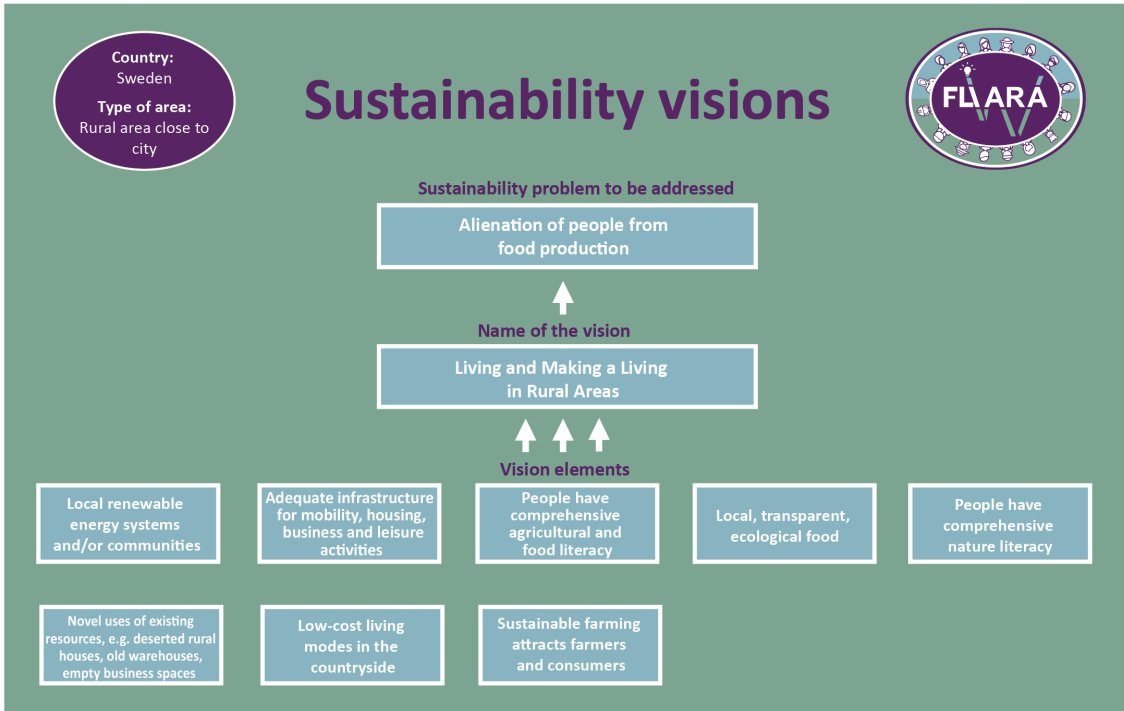 Country:
Sweden
Type of area:
Rural area close to
city
Sustainability visions
FLIARA
Sustainability problem to be addressed
Alienation of people from
food production
Name of the vision
Living and Making a Living
in Rural Areas
Vision elements
Local renewable
energy systems
and/or communities
Adequate infrastructure
for mobility, housing,
business and leisure
activities
People have
comprehensive
agricultural and
food literacy
Local, transparent,
ecological food
People have
comprehensive
nature literacy
Novel uses of existing
resources, e.g. deserted rural
houses, old warehouses,
empty business spaces
Low-cost living
modes in the
countryside
Sustainable farming
attracts farmers
and consumers